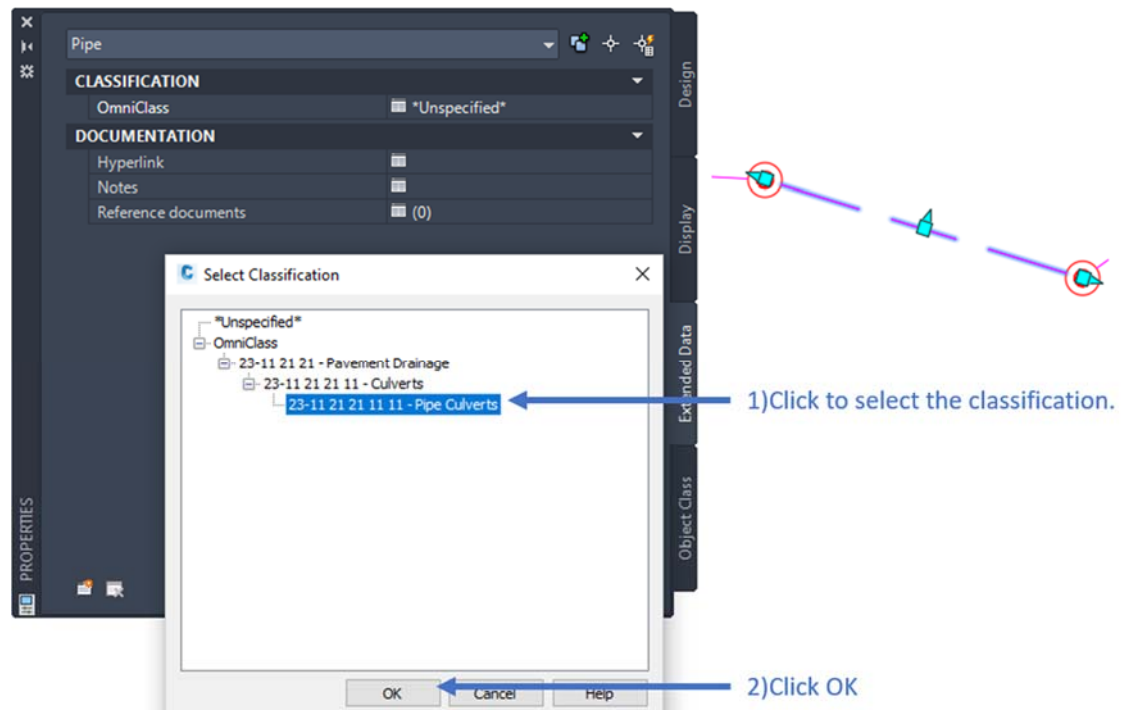 Pipe
CLASSIFICATION
OmniClass *Unspecified*
DOCUMENTATION
Hyperlink
Notes
Reference documents (0)
Design
Display
Extended Data
Object Class
PROPERTIES
Select Classification
*Unspecified*
OmniClass
23-11 21 21 - Pavement Drainage
23-11 21 21 11 - Culverts
23-11 21 21 11 11 - Pipe Culverts
1)Click to select the classification.
OK Cancel Help
2)Click OK